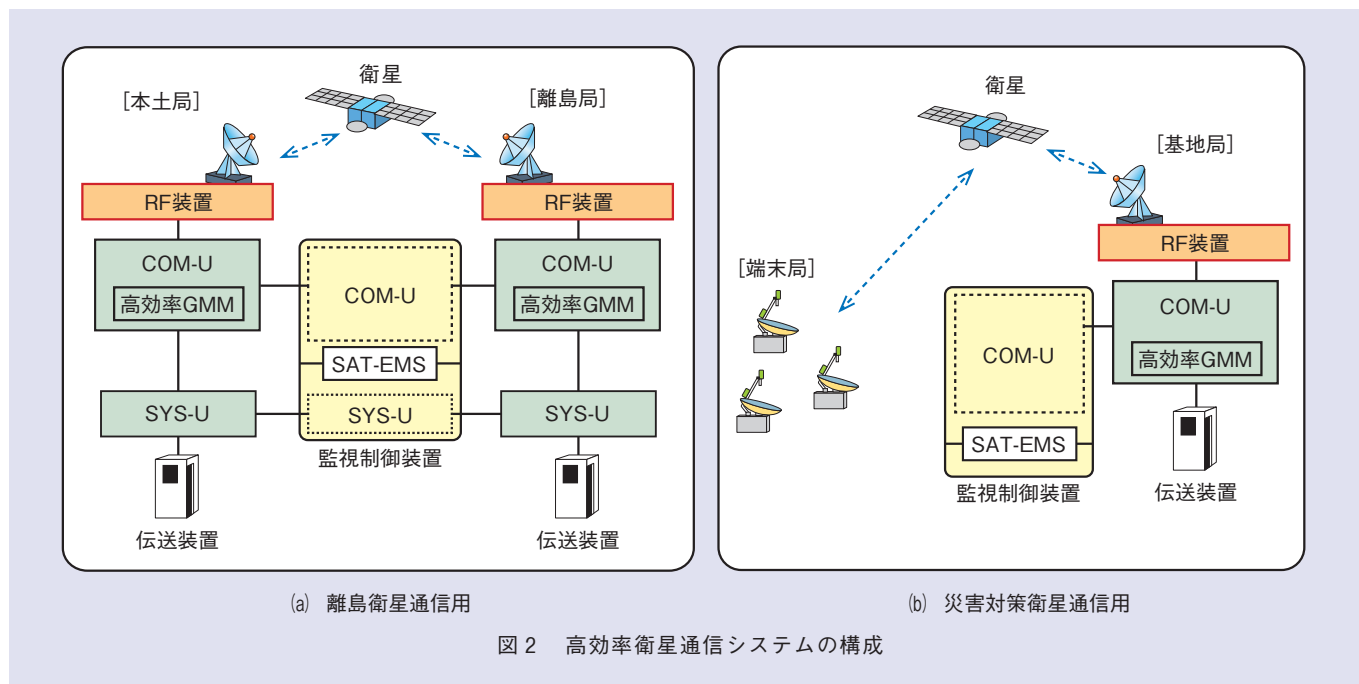 衛星
[本土局]
[離島局]
RF装置
RF装置
COM-U
高効率GMM
COM-U
COM-U
高効率GMM
SAT-EMS
SYS-U
SYS-U
SYS-U
監視制御装置
伝送装置
伝送装置
(a) 離島衛星通信用
衛星
[基地局]
RF装置
[端末局]
COM-U
高効率GMM
COM-U
SAT-EMS
監視制御装置
伝送装置
(b) 災害対策衛星通信用
図2 高効率衛星通信システムの構成